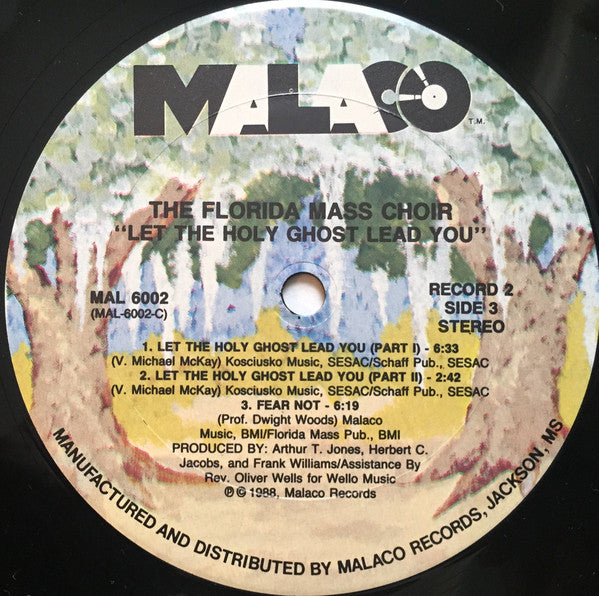 MALACO
T.M.
THE FLORIDA MASS CHOIR
"LET THE HOLY GHOST LEAD YOU"
MAL 6002
(MAL-6002-C)
RECORD 2
SIDE 3
STEREO
1. LET THE HOLY GHOST LEAD YOU (PART I) - 6:33
(V. Michael McKay) Kosciusko Music, SESAC/Schaff Pub., SESAC
2. LET THE HOLY GHOST LEAD YOU (PART II) - 2:42
(V. Michael McKay) Kosciusko Music, SESAC/Schaff Pub., SESAC
3. FEAR NOT - 6:19
(Prof. Dwight Woods) Malaco
Music, BMI/Florida Mass Pub., BMI
PRODUCED BY: Arthur T. Jones, Herbert C.
Jacobs, and Frank Williams/Assistance By
Rev. Oliver Wells for Wello Music
℗ © 1988, Malaco Records
MANUFACTURED AND DISTRIBUTED BY MALACO RECORDS, JACKSON, MS